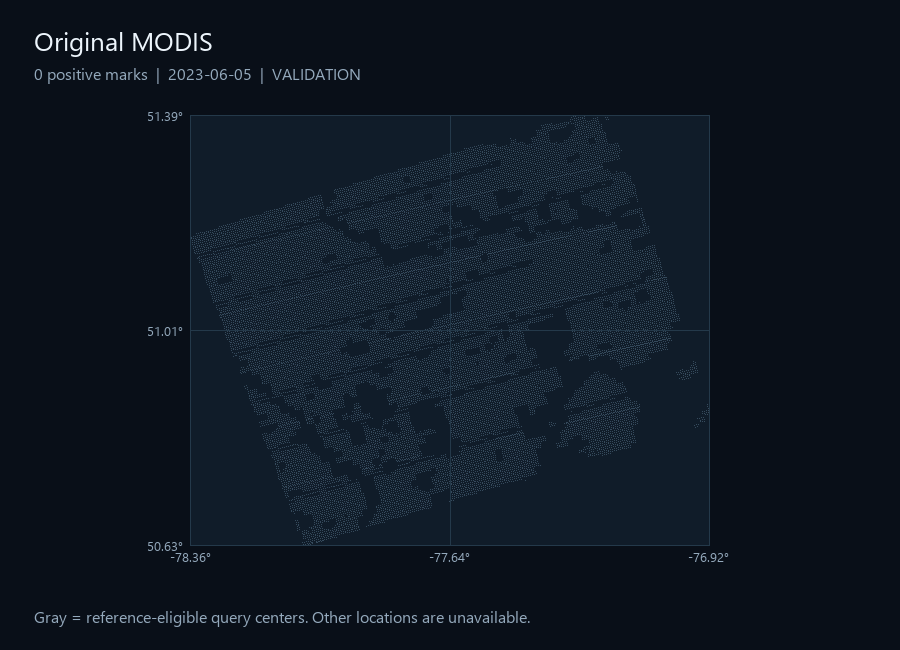 Original MODIS
0 positive marks | 2023-06-05 | VALIDATION
51.39°
51.01°
50.63°
-78.36°
-77.64°
-76.92°
Gray = reference-eligible query centers. Other locations are unavailable.